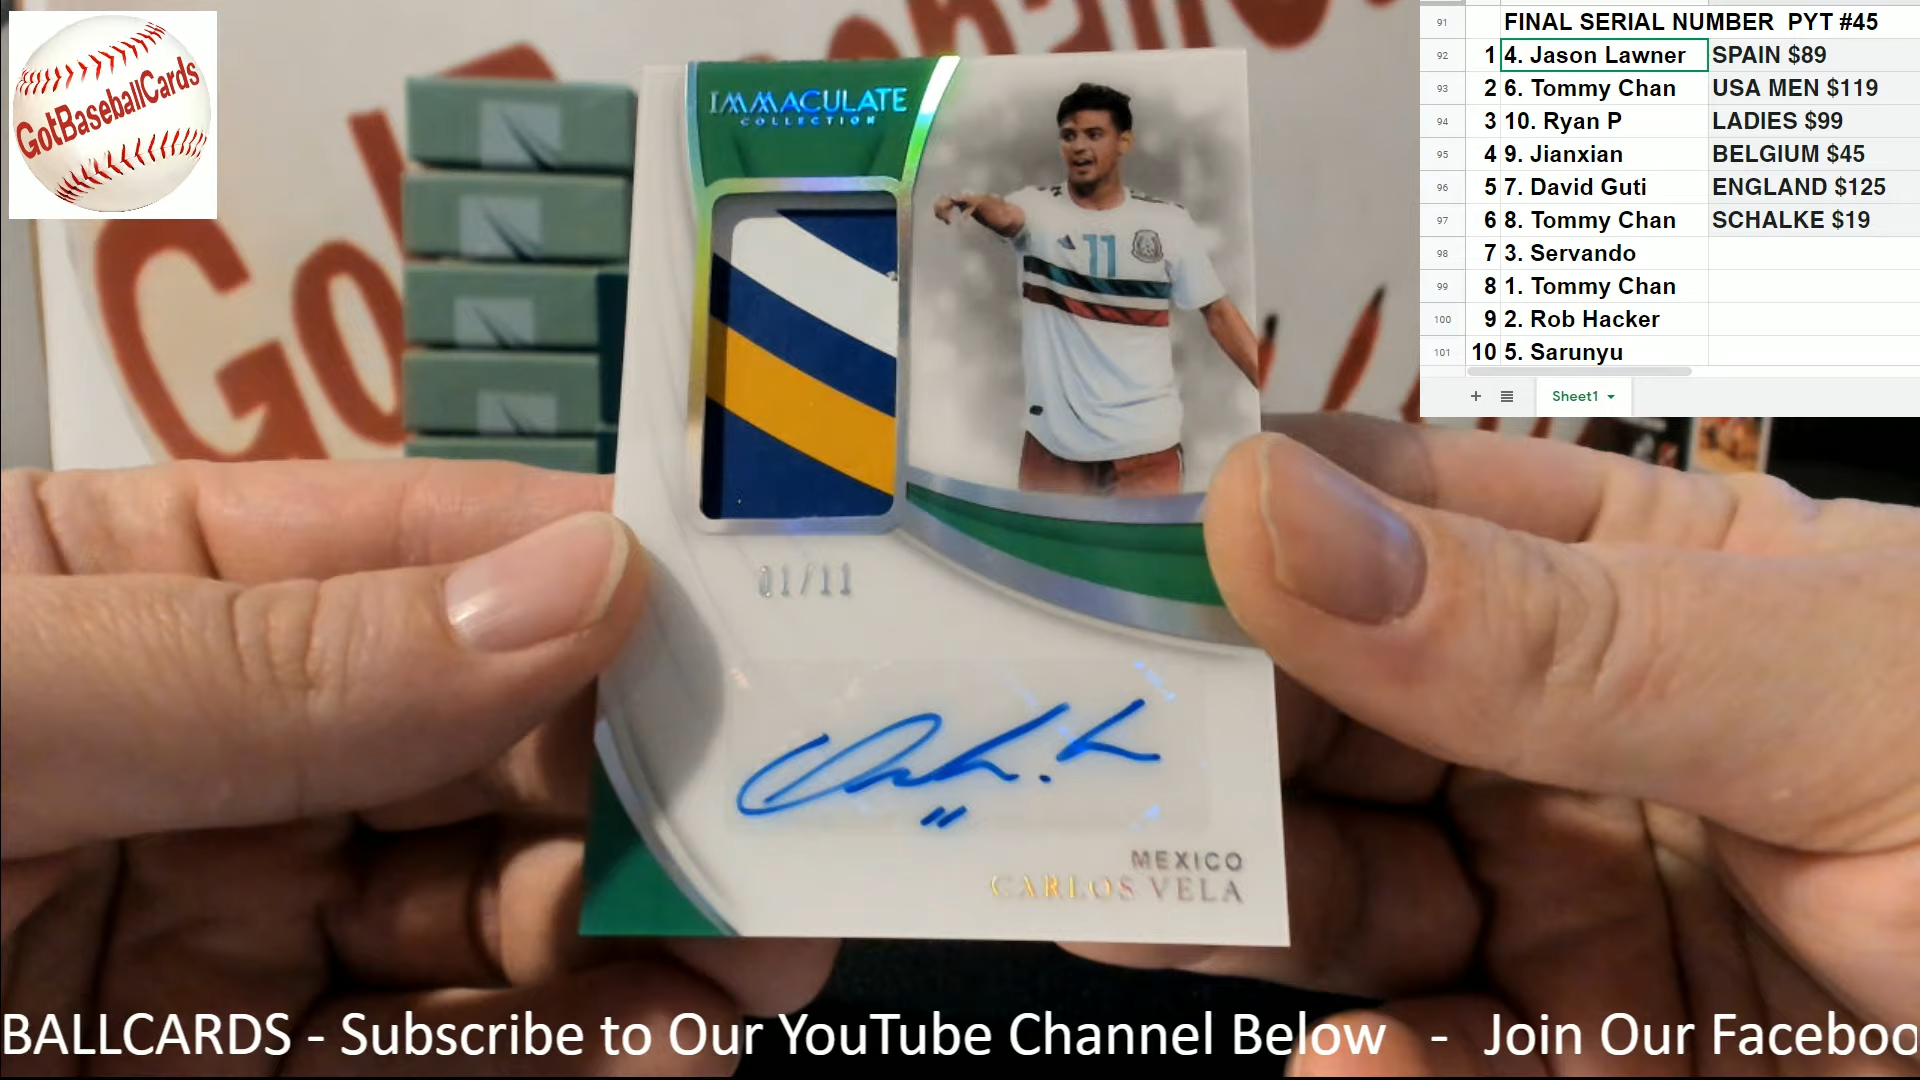 GotBaseballCards
IMMACULATE
COLLECTION
11
01/11
11
MEXICO
CARLOS VELA
91 FINAL SERIAL NUMBER PYT #45
92 1 4. Jason Lawner SPAIN $89
93 2 6. Tommy Chan USA MEN $119
94 3 10. Ryan P LADIES $99
95 4 9. Jianxian BELGIUM $45
96 5 7. David Guti ENGLAND $125
97 6 8. Tommy Chan SCHALKE $19
98 7 3. Servando
99 8 1. Tommy Chan
100 9 2. Rob Hacker
101 10 5. Sarunyu
+ Sheet1
BALLCARDS - Subscribe to Our YouTube Channel Below - Join Our Faceboo